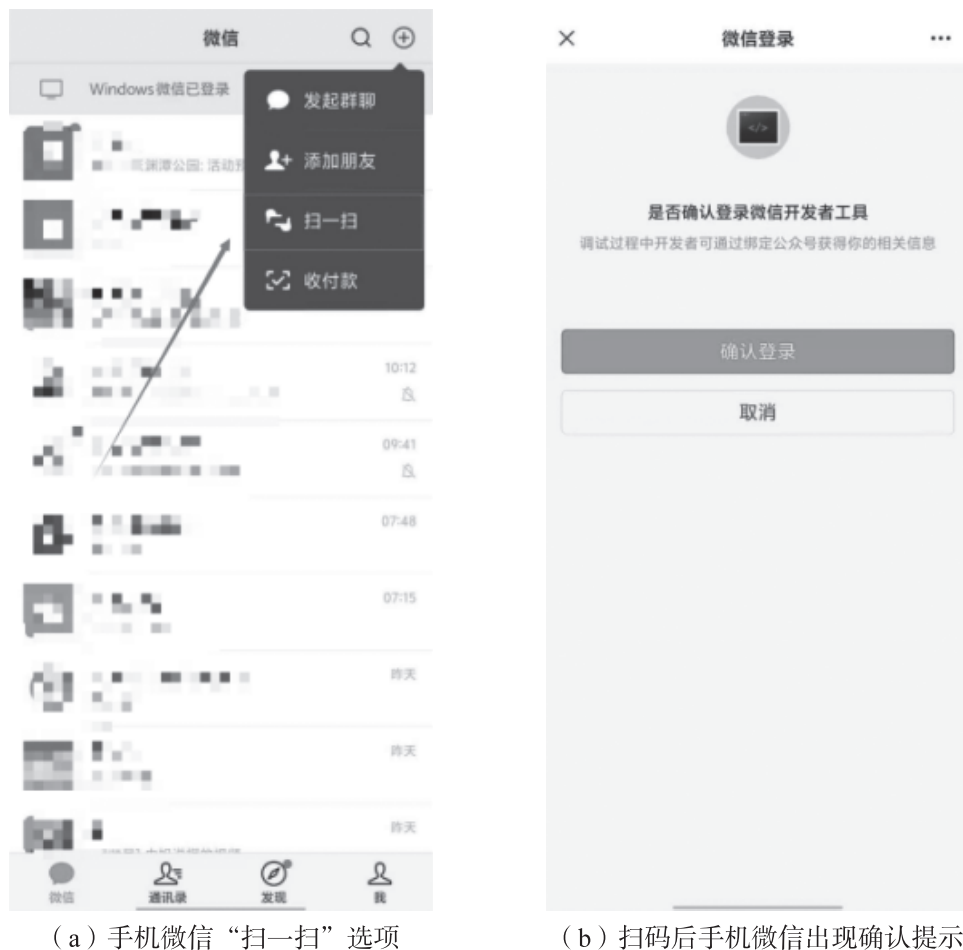 微信
Windows微信已登录
发起群聊
添加朋友
扫一扫
收付款
渊潭公园: 活动
10:12
09:41
07:48
07:15
昨天
昨天
昨天
微信
通讯录
发现
我
(a)手机微信“扫一扫”选项
微信登录
是否确认登录微信开发者工具
调试过程中开发者可通过绑定公众号获得你的相关信息
确认登录
取消
(b)扫码后手机微信出现确认提示